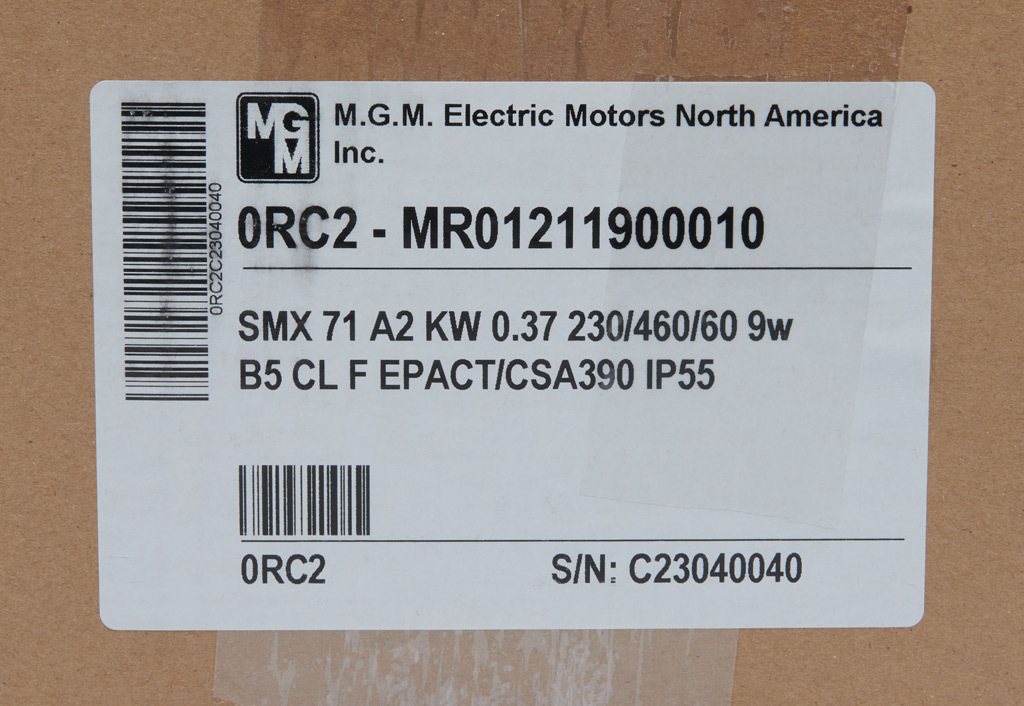 MGM
M.G.M. Electric Motors North America
Inc.
0RC2 - MR01211900010
0RC2C23040040
SMX 71 A2 KW 0.37 230/460/60 9w
B5 CL F EPACT/CSA390 IP55
0RC2
S/N: C23040040